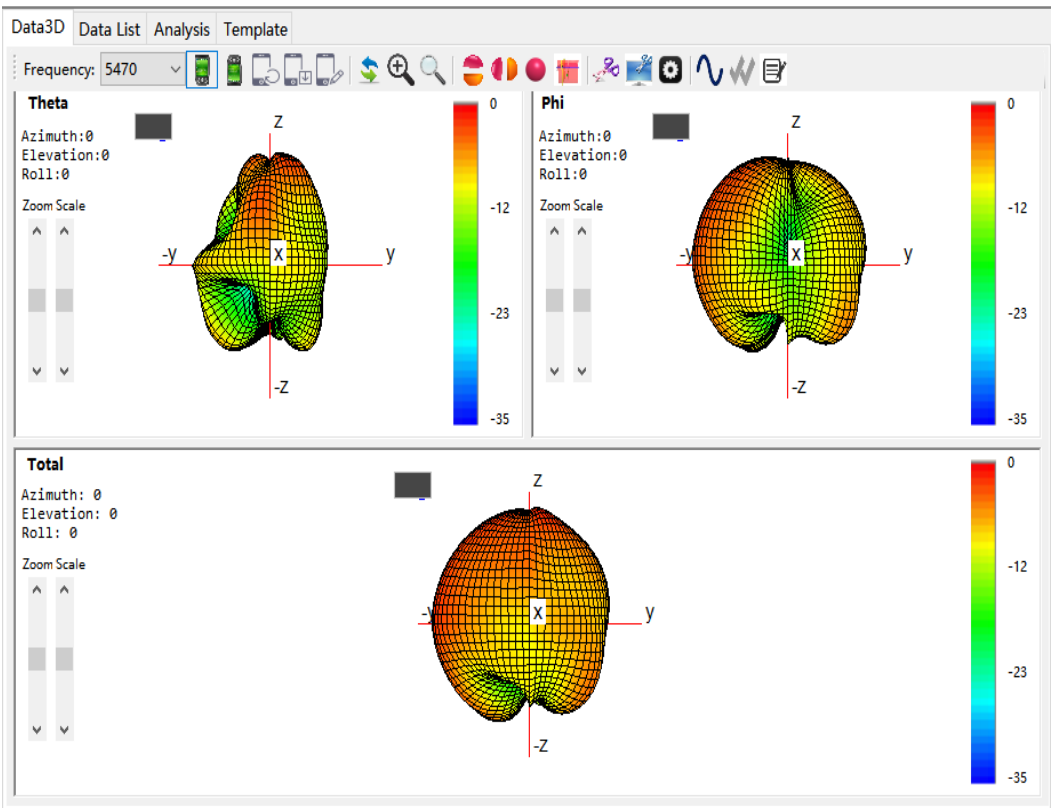 Data3D Data List Analysis Template
Frequency: 5470
Theta
Azimuth:0
Elevation:0
Roll:0
Zoom Scale
Z
-y
X
y
-Z
0
-12
-23
-35
Phi
Azimuth:0
Elevation:0
Roll:0
Zoom Scale
Z
-y
X
y
-Z
0
-12
-23
-35
Total
Azimuth: 0
Elevation: 0
Roll: 0
Zoom Scale
Z
-y
X
y
-Z
0
-12
-23
-35